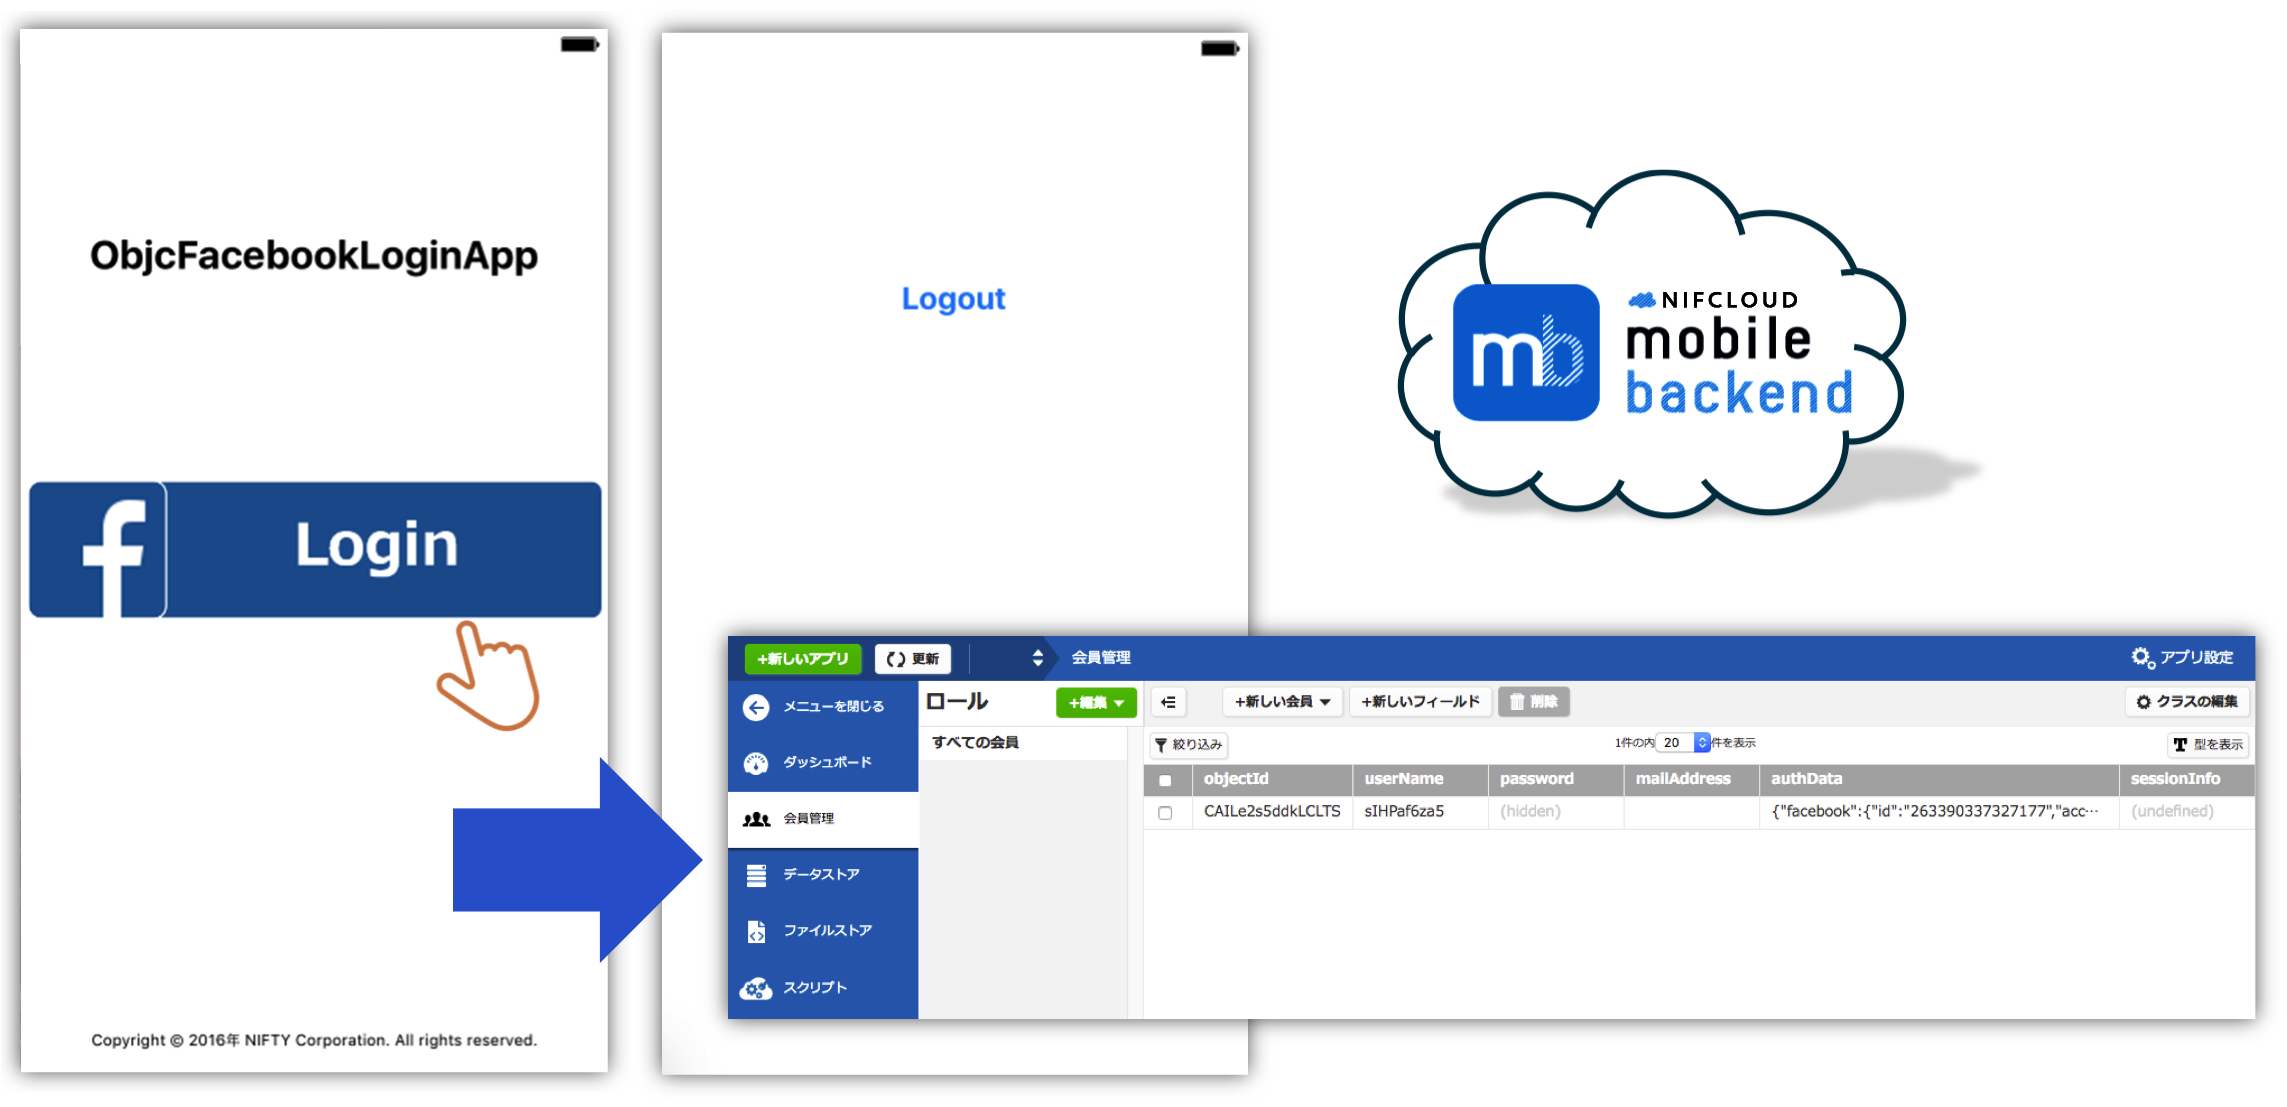 ObjcFacebookLoginApp
f Login
Copyright © 2016年 NIFTY Corporation. All rights reserved.
Logout
NIFCLOUD
mb mobile
backend
+新しいアプリ 更新 会員管理 アプリ設定
メニューを閉じる
ダッシュボード
会員管理
データストア
ファイルストア
スクリプト
ロール +編集
すべての会員
+新しい会員 +新しいフィールド 削除 クラスの編集
絞り込み 1件の内 20 件を表示 T 型を表示
objectId userName password mailAddress authData sessionInfo
CAILe2s5ddkLCLTS sIHPaf6za5 (hidden) {"facebook":{"id":"263390337327177","acc… (undefined)